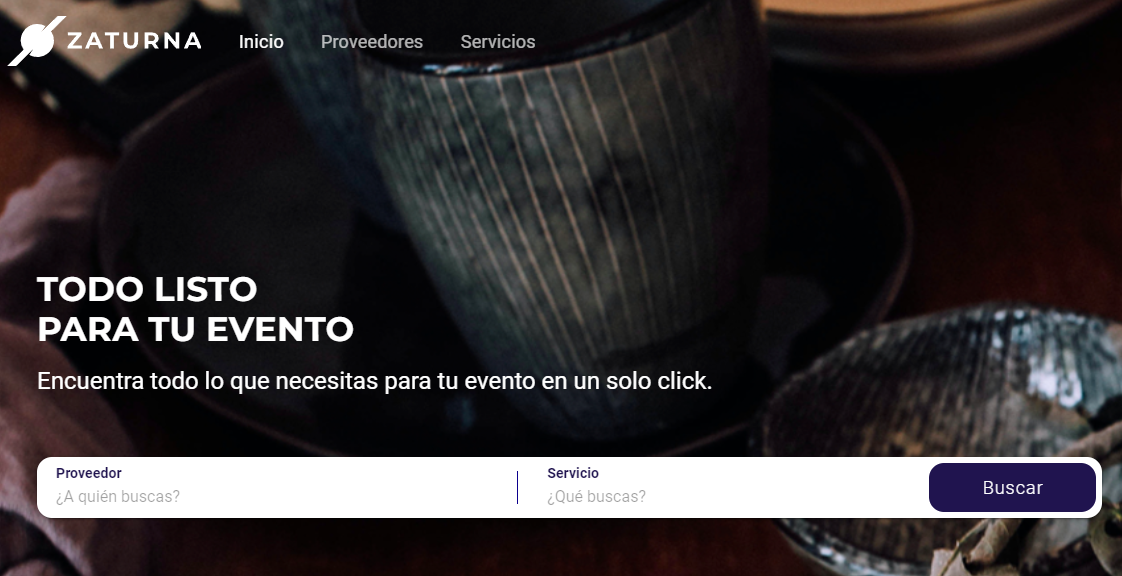 ZATURNA
Inicio
Proveedores
Servicios
TODO LISTO
PARA TU EVENTO
Encuentra todo lo que necesitas para tu evento en un solo click.
Proveedor
¿A quién buscas?
Servicio
¿Qué buscas?
Buscar